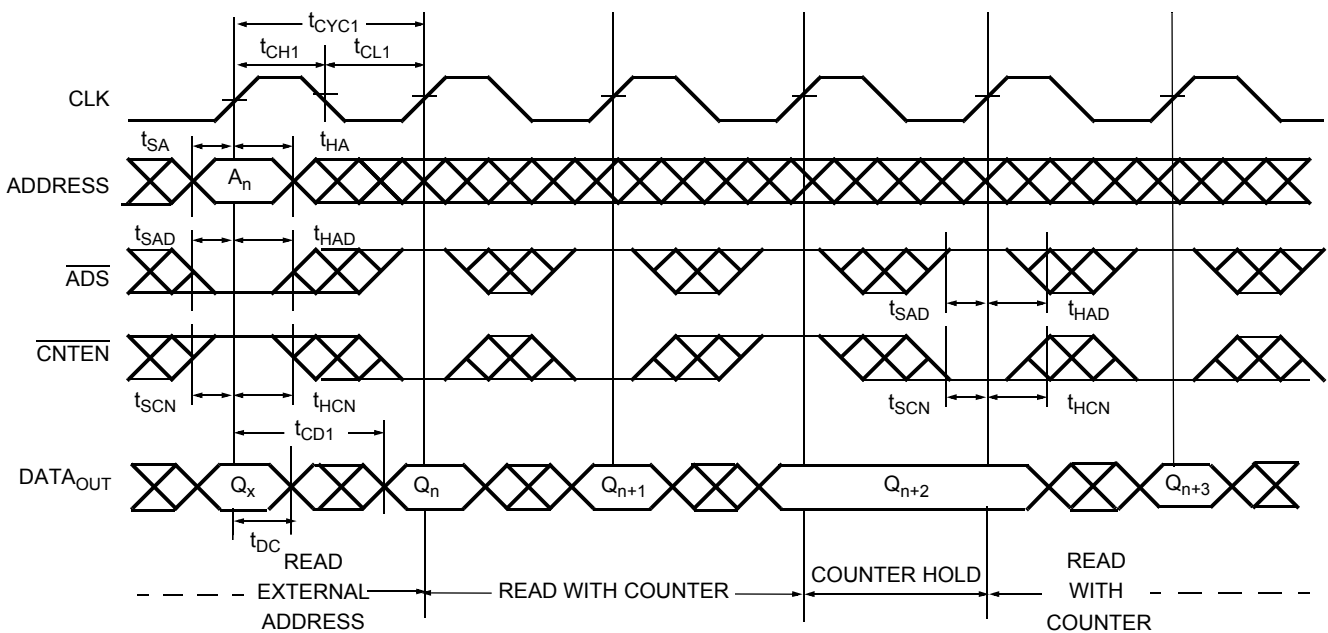 tCYC1
tCH1 tCL1
CLK
tSA tHA
ADDRESS An
tSAD tHAD
ADS
tSAD tHAD
CNTEN
tSCN tHCN tSCN tHCN
tCD1
DATAOUT Qx Qn Qn+1 Qn+2 Qn+3
tDC
READ
EXTERNAL
ADDRESS
READ WITH COUNTER
COUNTER HOLD
READ
WITH
COUNTER